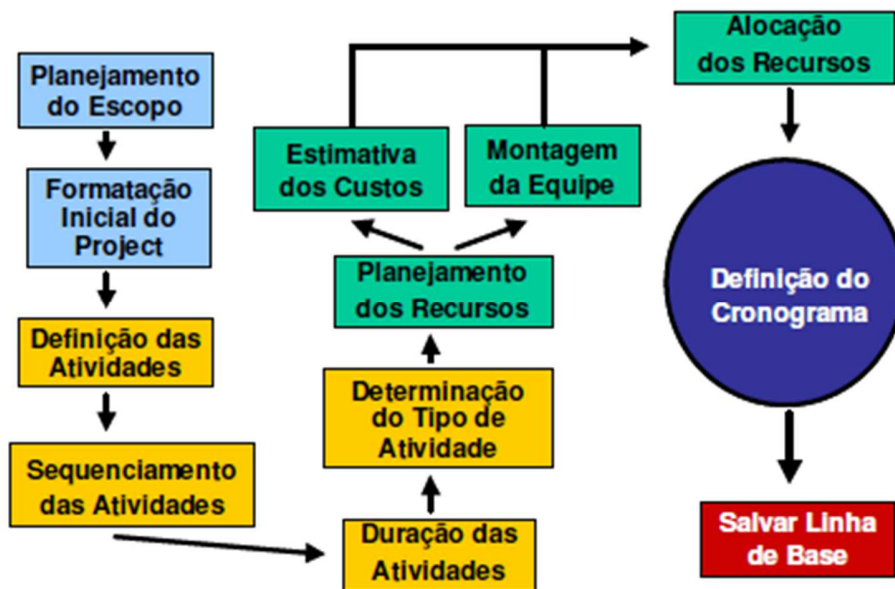 Planejamento
do Escopo
Formatação
Inicial do
Project
Definição das
Atividades
Sequenciamento
das Atividades
Duração das
Atividades
Determinação
do Tipo de
Atividade
Planejamento
dos Recursos
Estimativa
dos Custos
Montagem
da Equipe
Alocação
dos Recursos
Definição do
Cronograma
Salvar Linha
de Base